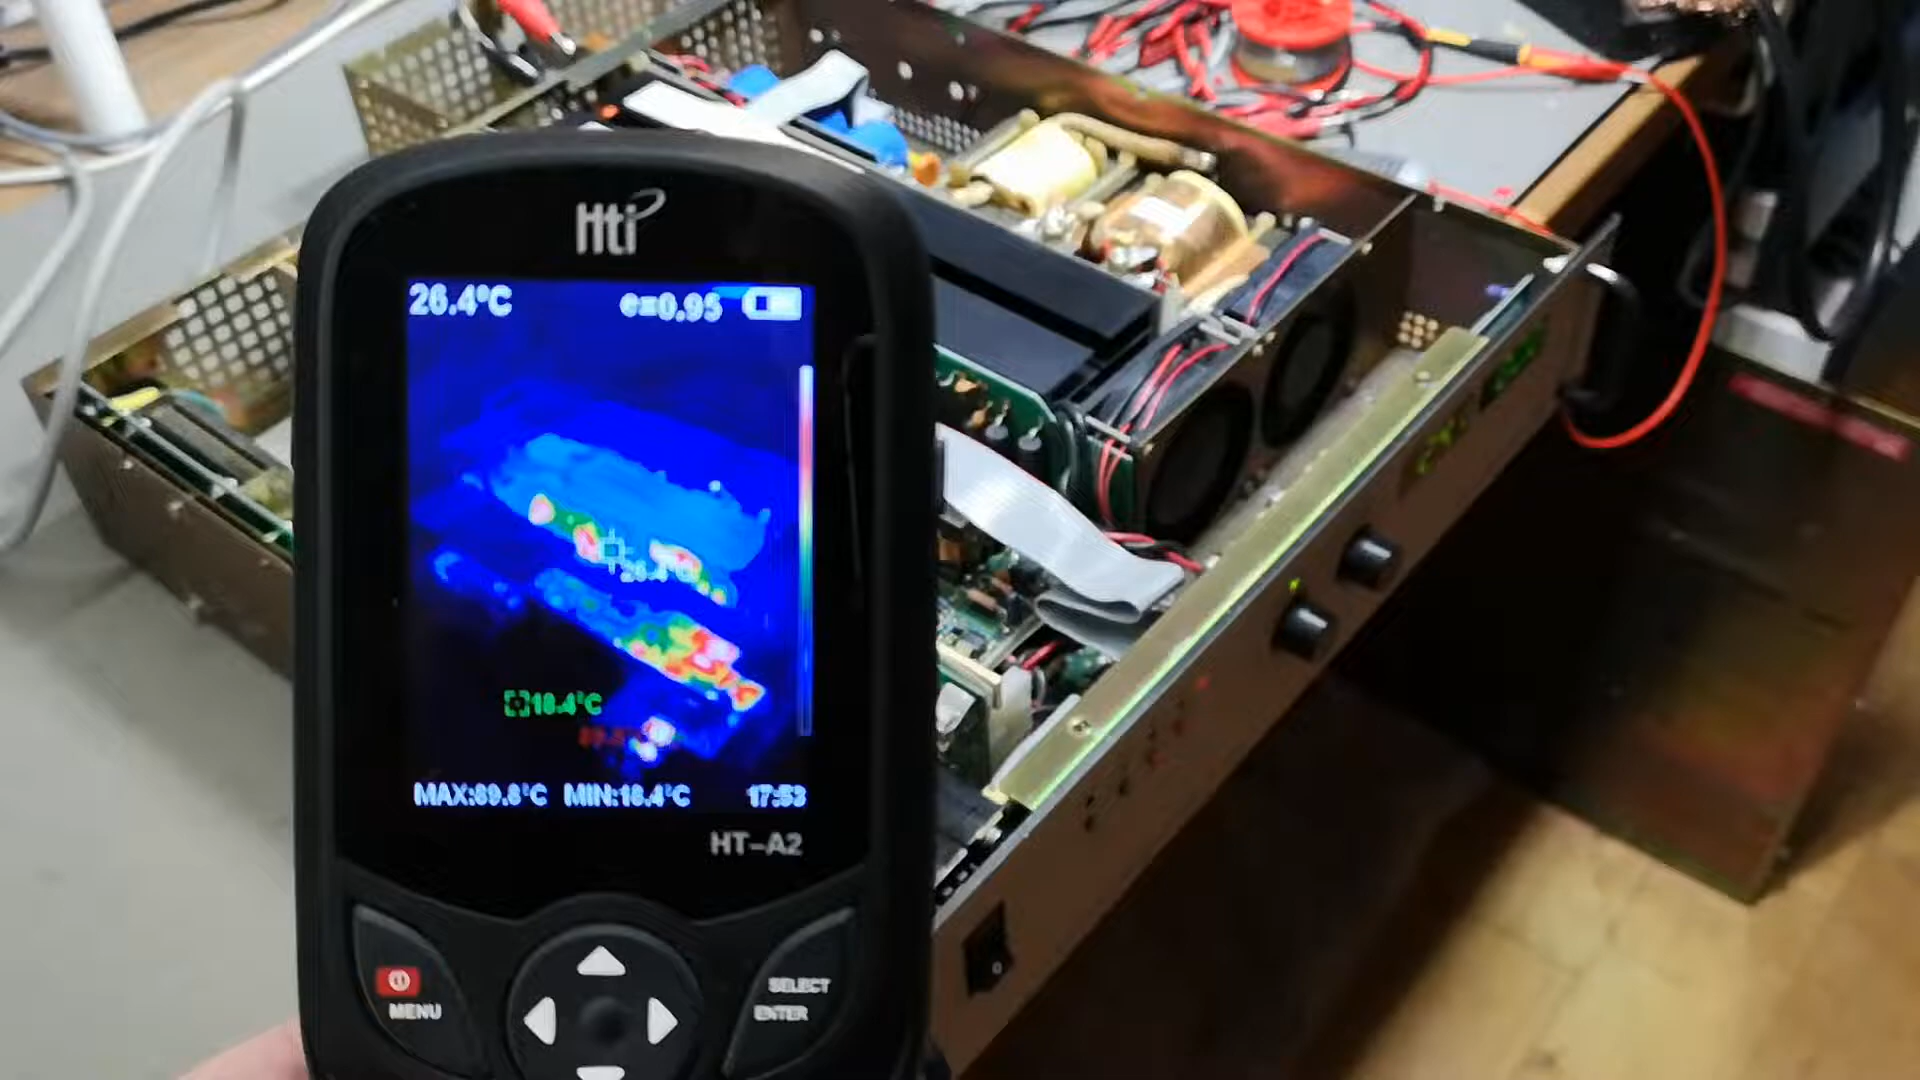 Hti
26.4°C e=0.95
18.4°C
MAX:89.8°C MIN:18.4°C 17:53
HT-A2
MENU
SELECT
ENTER